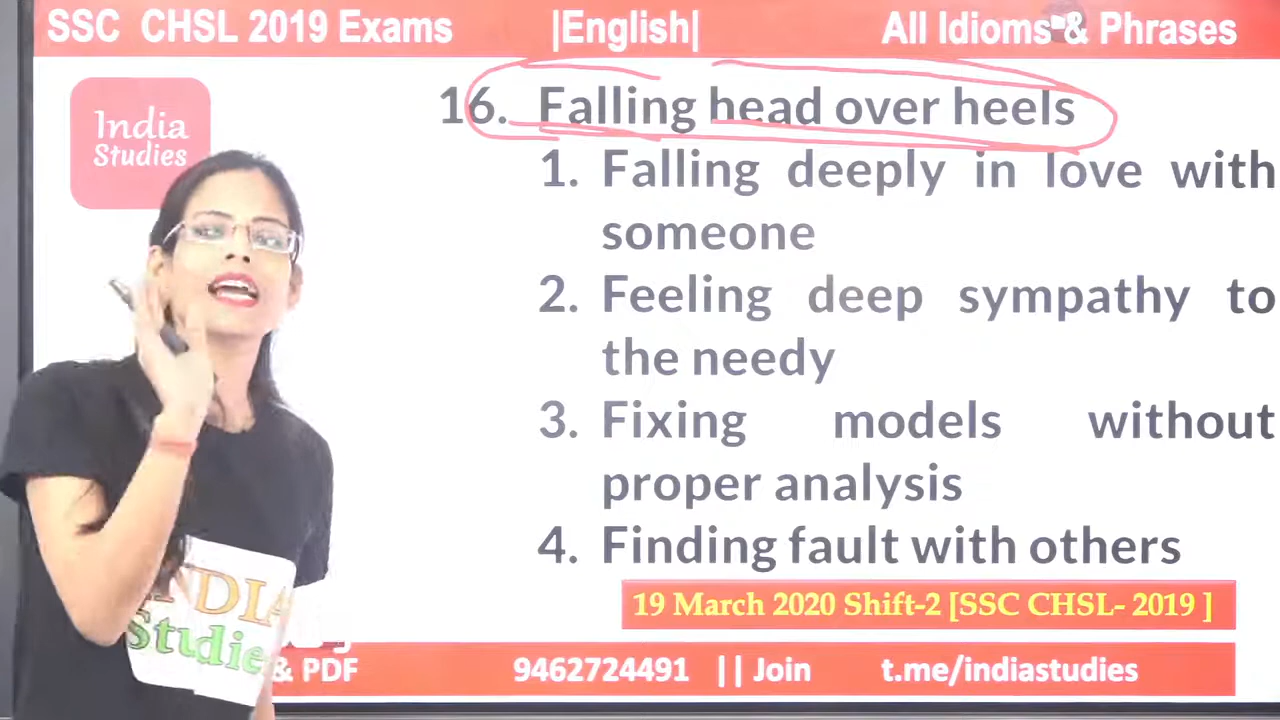 SSC CHSL 2019 Exams |English| All Idioms & Phrases
India
Studies
16. Falling head over heels
1. Falling deeply in love with
someone
2. Feeling deep sympathy to
the needy
3. Fixing models without
proper analysis
4. Finding fault with others
19 March 2020 Shift-2 [SSC CHSL- 2019 ]
INDIA
Studie
& PDF 9462724491 || Join t.me/indiastudies